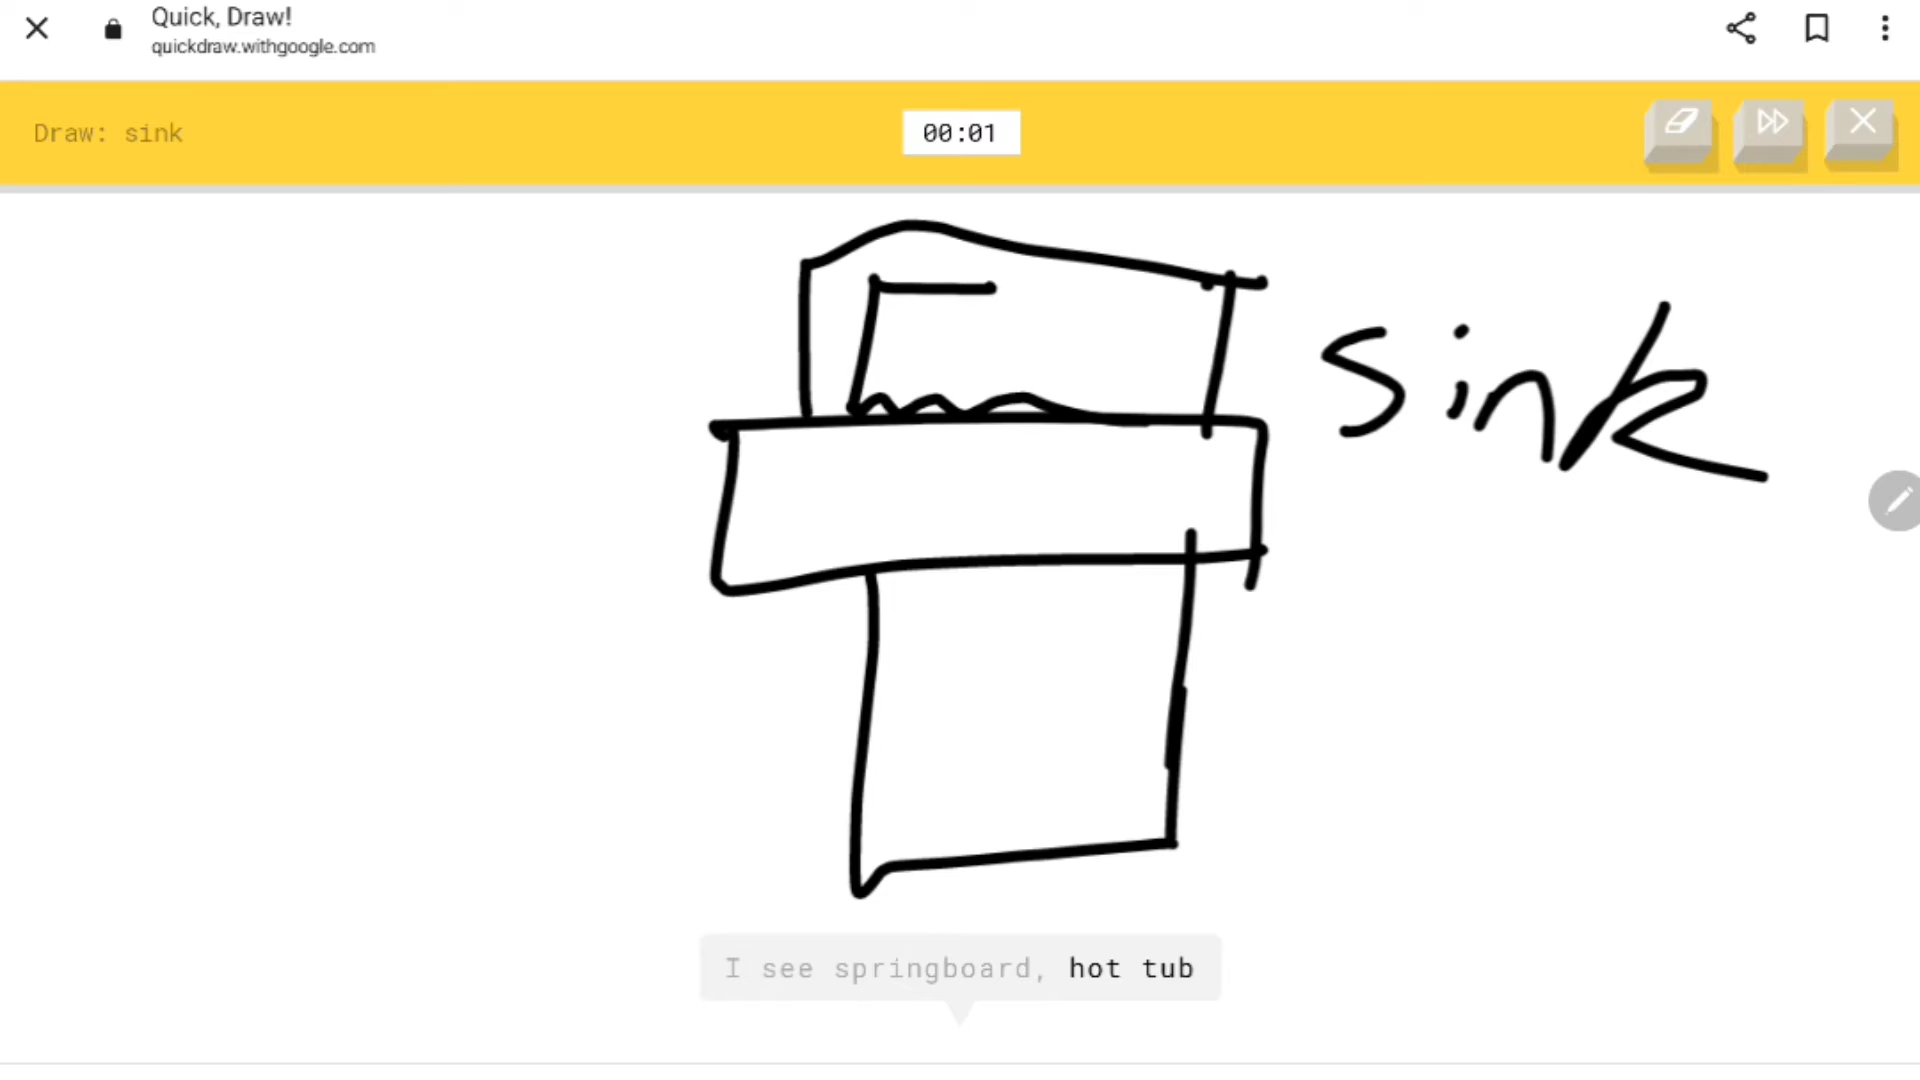 Quick, Draw!
quickdraw.withgoogle.com
Draw: sink
00:01
Sink
I see springboard, hot tub